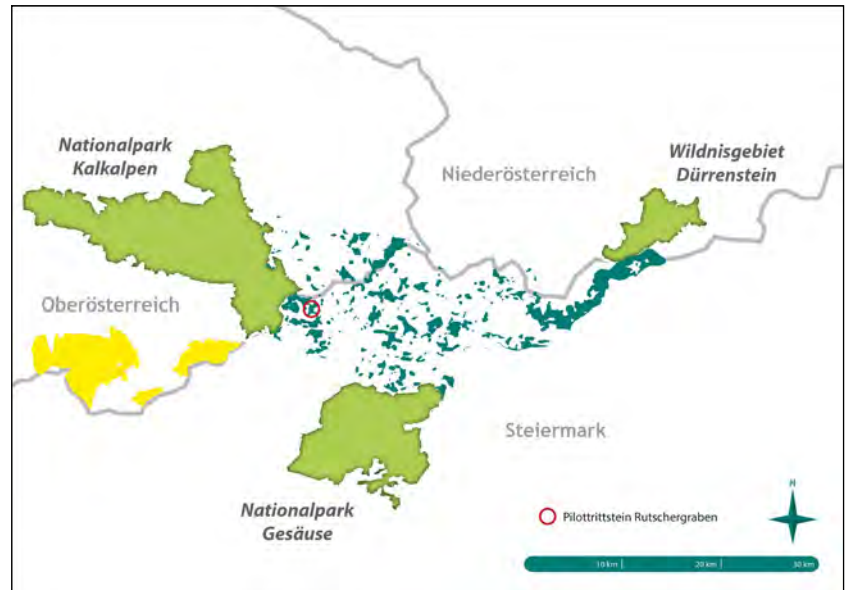 Nationalpark
Kalkalpen
Niederösterreich
Wildnisgebiet
Dürrenstein
Oberösterreich
Steiermark
Nationalpark
Gesäuse
N
Pilottrittstein Rutschergraben
10 km
20 km
30 km